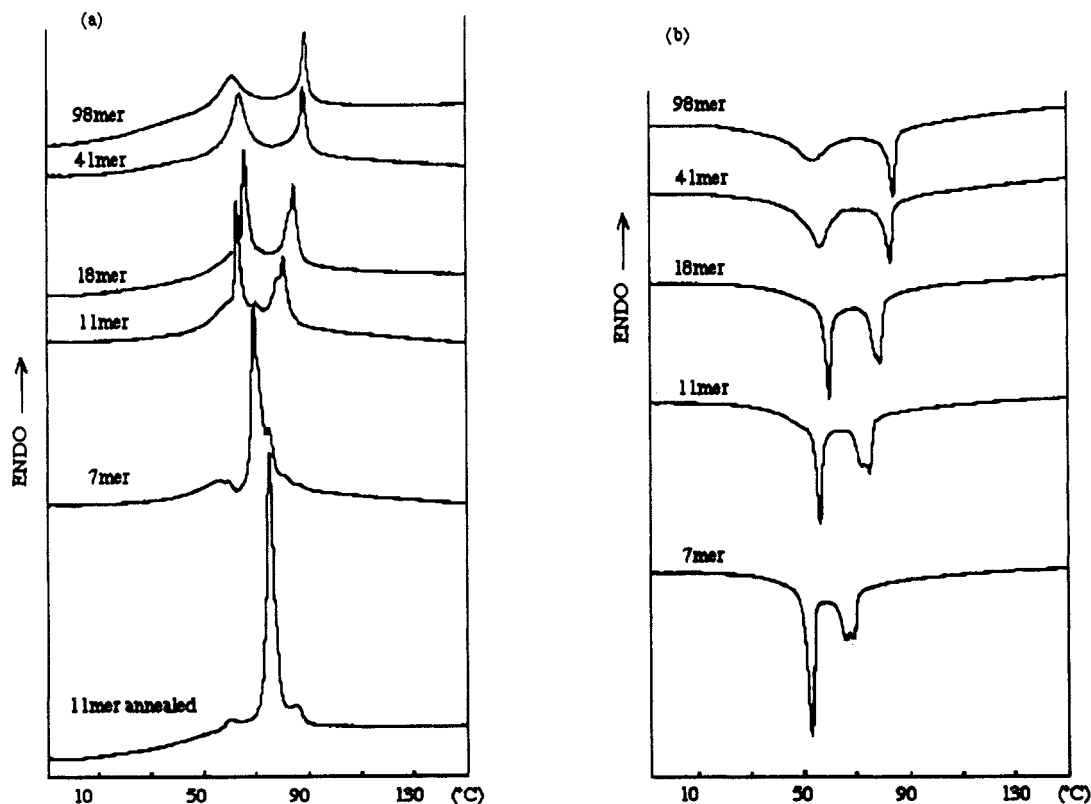 (a)
98mer
41mer
18mer
11mer
7mer
11mer annealed
ENDO
10 50 90 130 (°C)
(b)
98mer
41mer
18mer
11mer
7mer
ENDO
10 50 90 130 (°C)